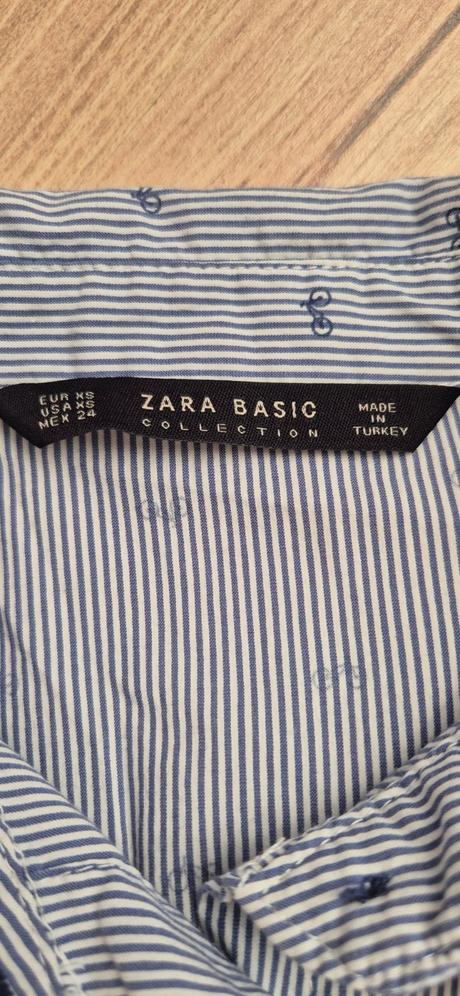 EUR XS
USA XS
MEX 24
ZARA BASIC
COLLECTION
MADE
IN
TURKEY